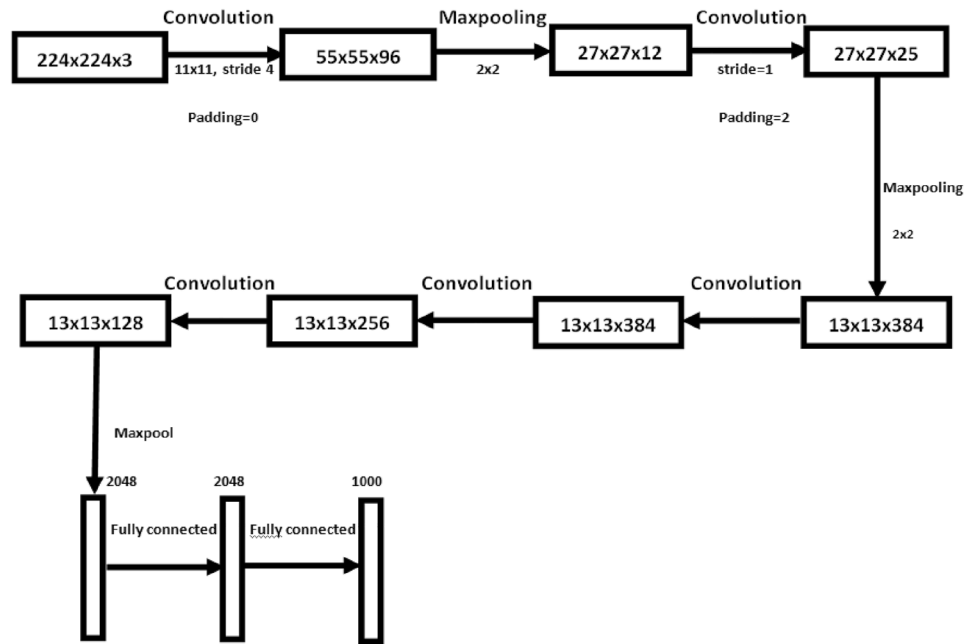 Convolution
Maxpooling
Convolution
224x224x3
55x55x96
27x27x12
27x27x25
11x11, stride 4
2x2
stride=1
Padding=0
Padding=2
Maxpooling
2x2
Convolution
Convolution
Convolution
13x13x128
13x13x256
13x13x384
13x13x384
Maxpool
2048
2048
1000
Fully connected
Fully connected